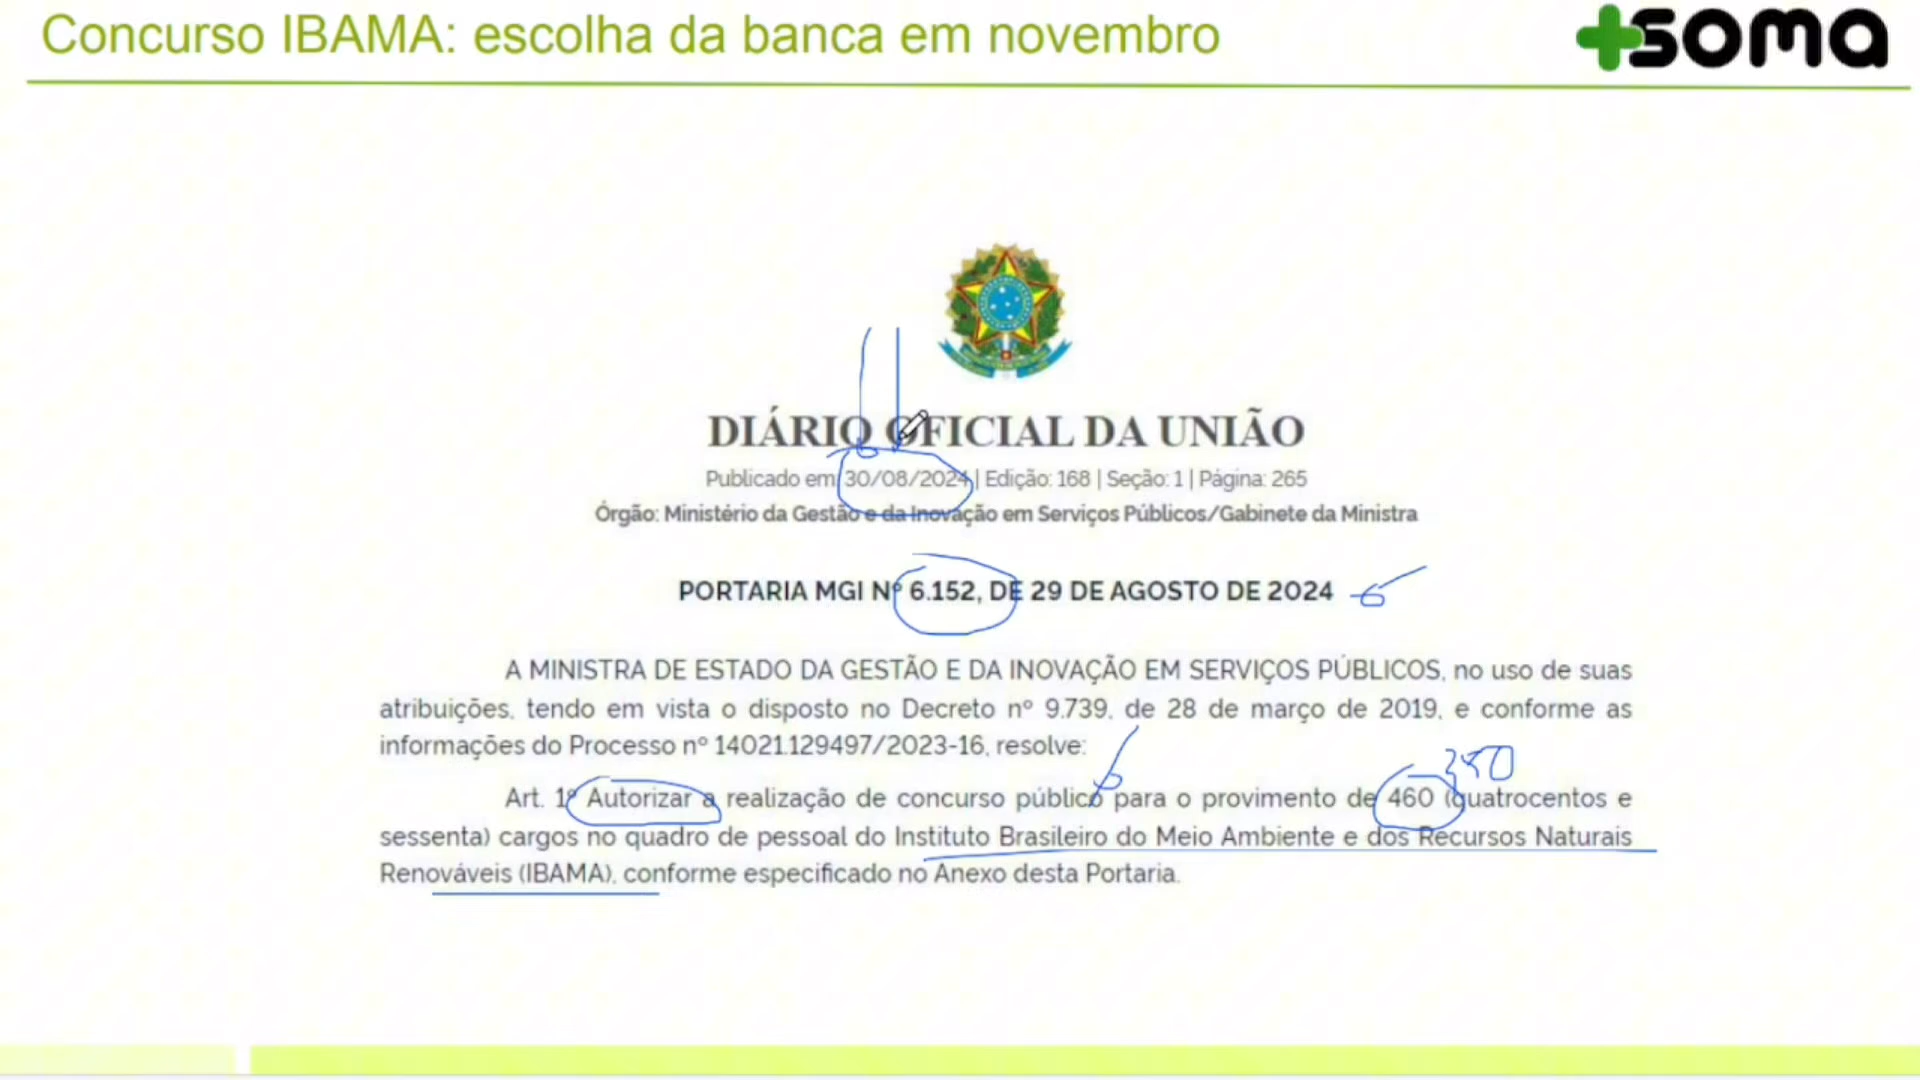 Concurso IBAMA: escolha da banca em novembro
+soma
DIÁRIO OFICIAL DA UNIÃO
Publicado em: 30/08/2024 | Edição: 168 | Seção: 1 | Página: 265
Órgão: Ministério da Gestão e da Inovação em Serviços Públicos/Gabinete da Ministra
PORTARIA MGI Nº 6.152, DE 29 DE AGOSTO DE 2024
A MINISTRA DE ESTADO DA GESTÃO E DA INOVAÇÃO EM SERVIÇOS PÚBLICOS, no uso de suas
atribuições, tendo em vista o disposto no Decreto nº 9.739, de 28 de março de 2019, e conforme as
informações do Processo nº 14021.129497/2023-16, resolve:
350
Art. 1º Autorizar a realização de concurso público para o provimento de 460 (quatrocentos e
sessenta) cargos no quadro de pessoal do Instituto Brasileiro do Meio Ambiente e dos Recursos Naturais
Renováveis (IBAMA), conforme especificado no Anexo desta Portaria.